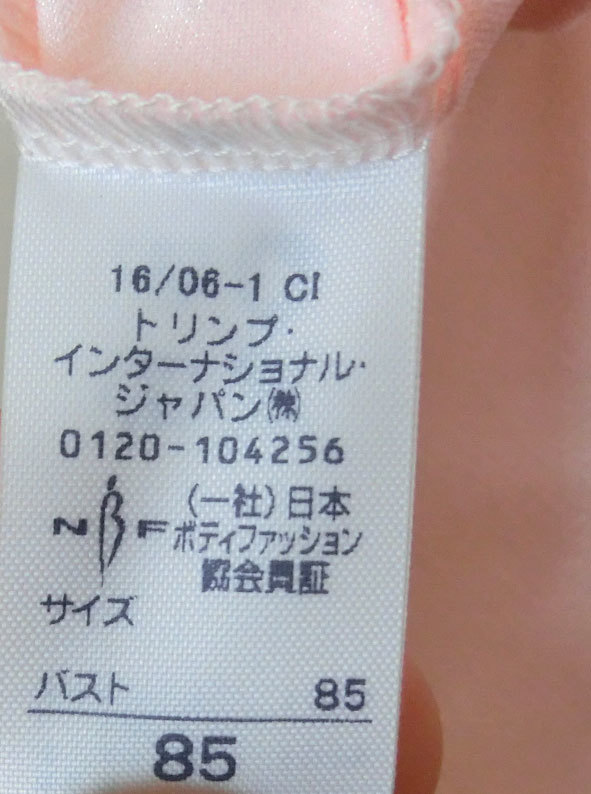 16/06-1 CI
トリンプ・
インターナショナル・
ジャパン㈱
0120-104256
NBF (一社)日本
ボディファッション
協会員証
サイズ
バスト 85
85